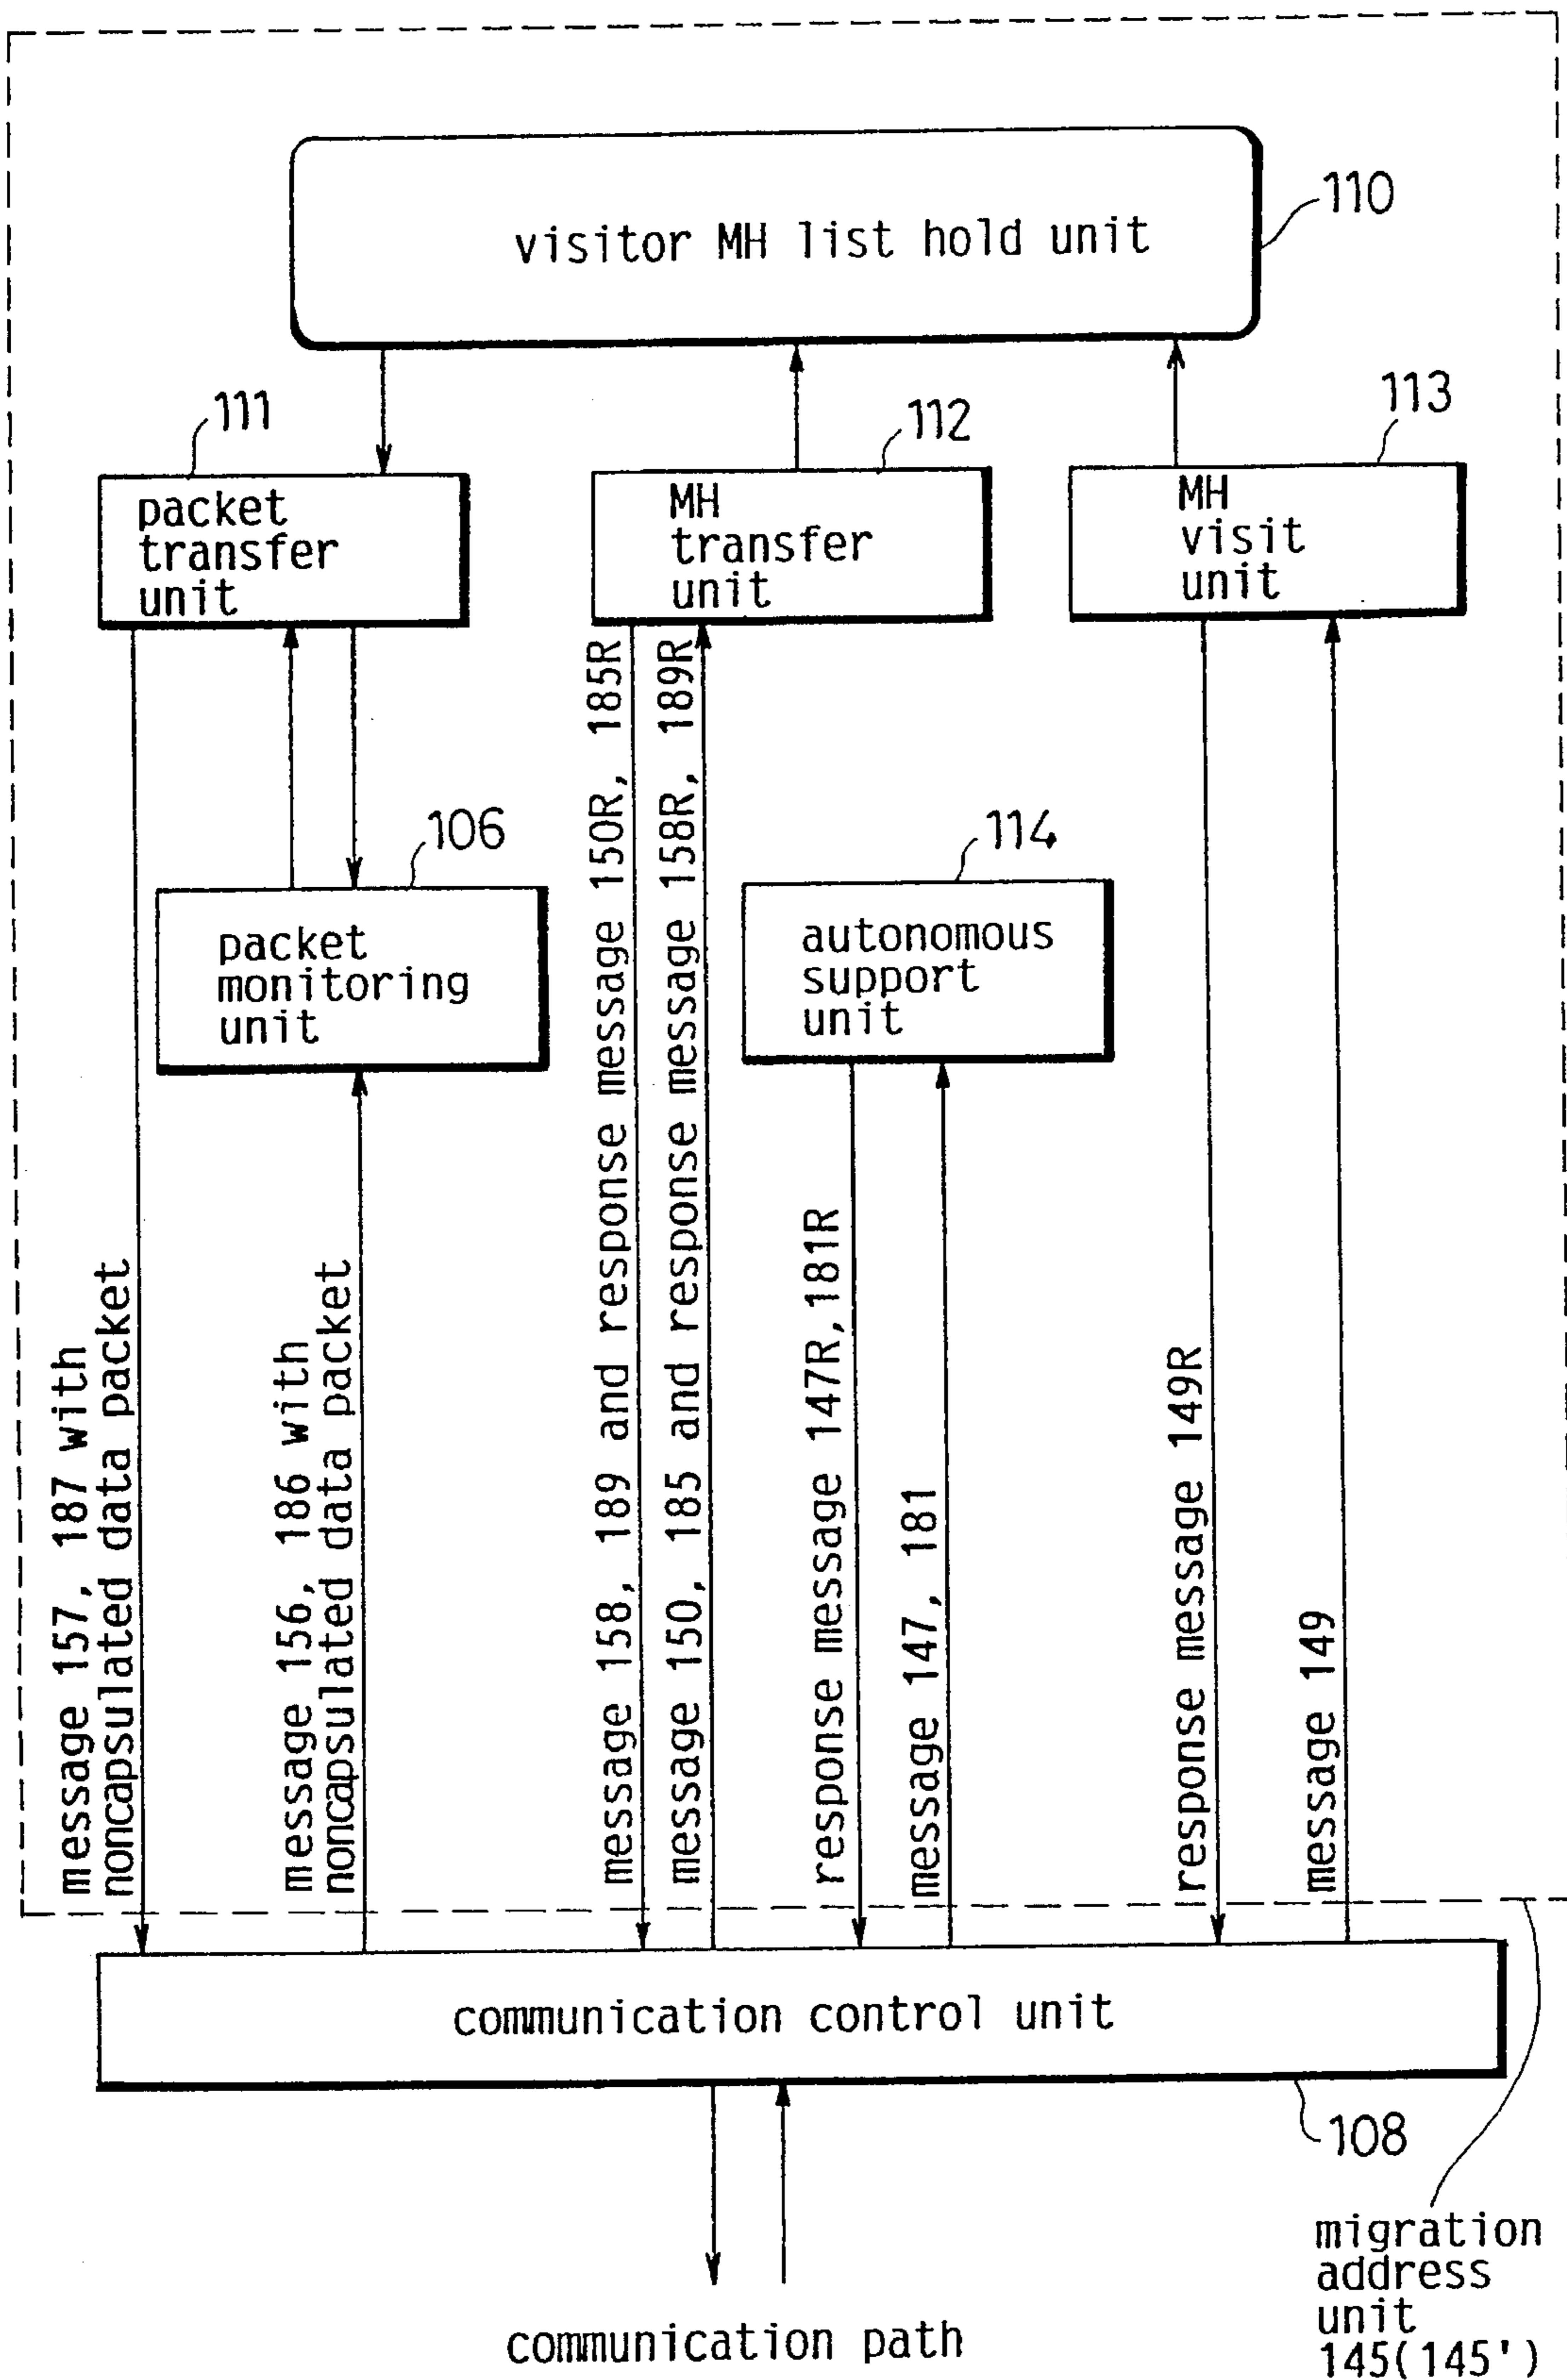 visitor MH list hold unit
110
111
112
113
packet
transfer
unit
MH
transfer
unit
MH
visit
unit
106
114
packet
monitoring
unit
autonomous
support
unit
message 157, 187 with
noncapsulated data packet
message 156, 186 with
noncapsulated data packet
message 158, 189 and response message 150R, 185R
message 150, 185 and response message 158R, 189R
response message 147R,181R
message 147, 181
response message 149R
message 149
communication control unit
108
communication path
migration
address
unit
145(145')